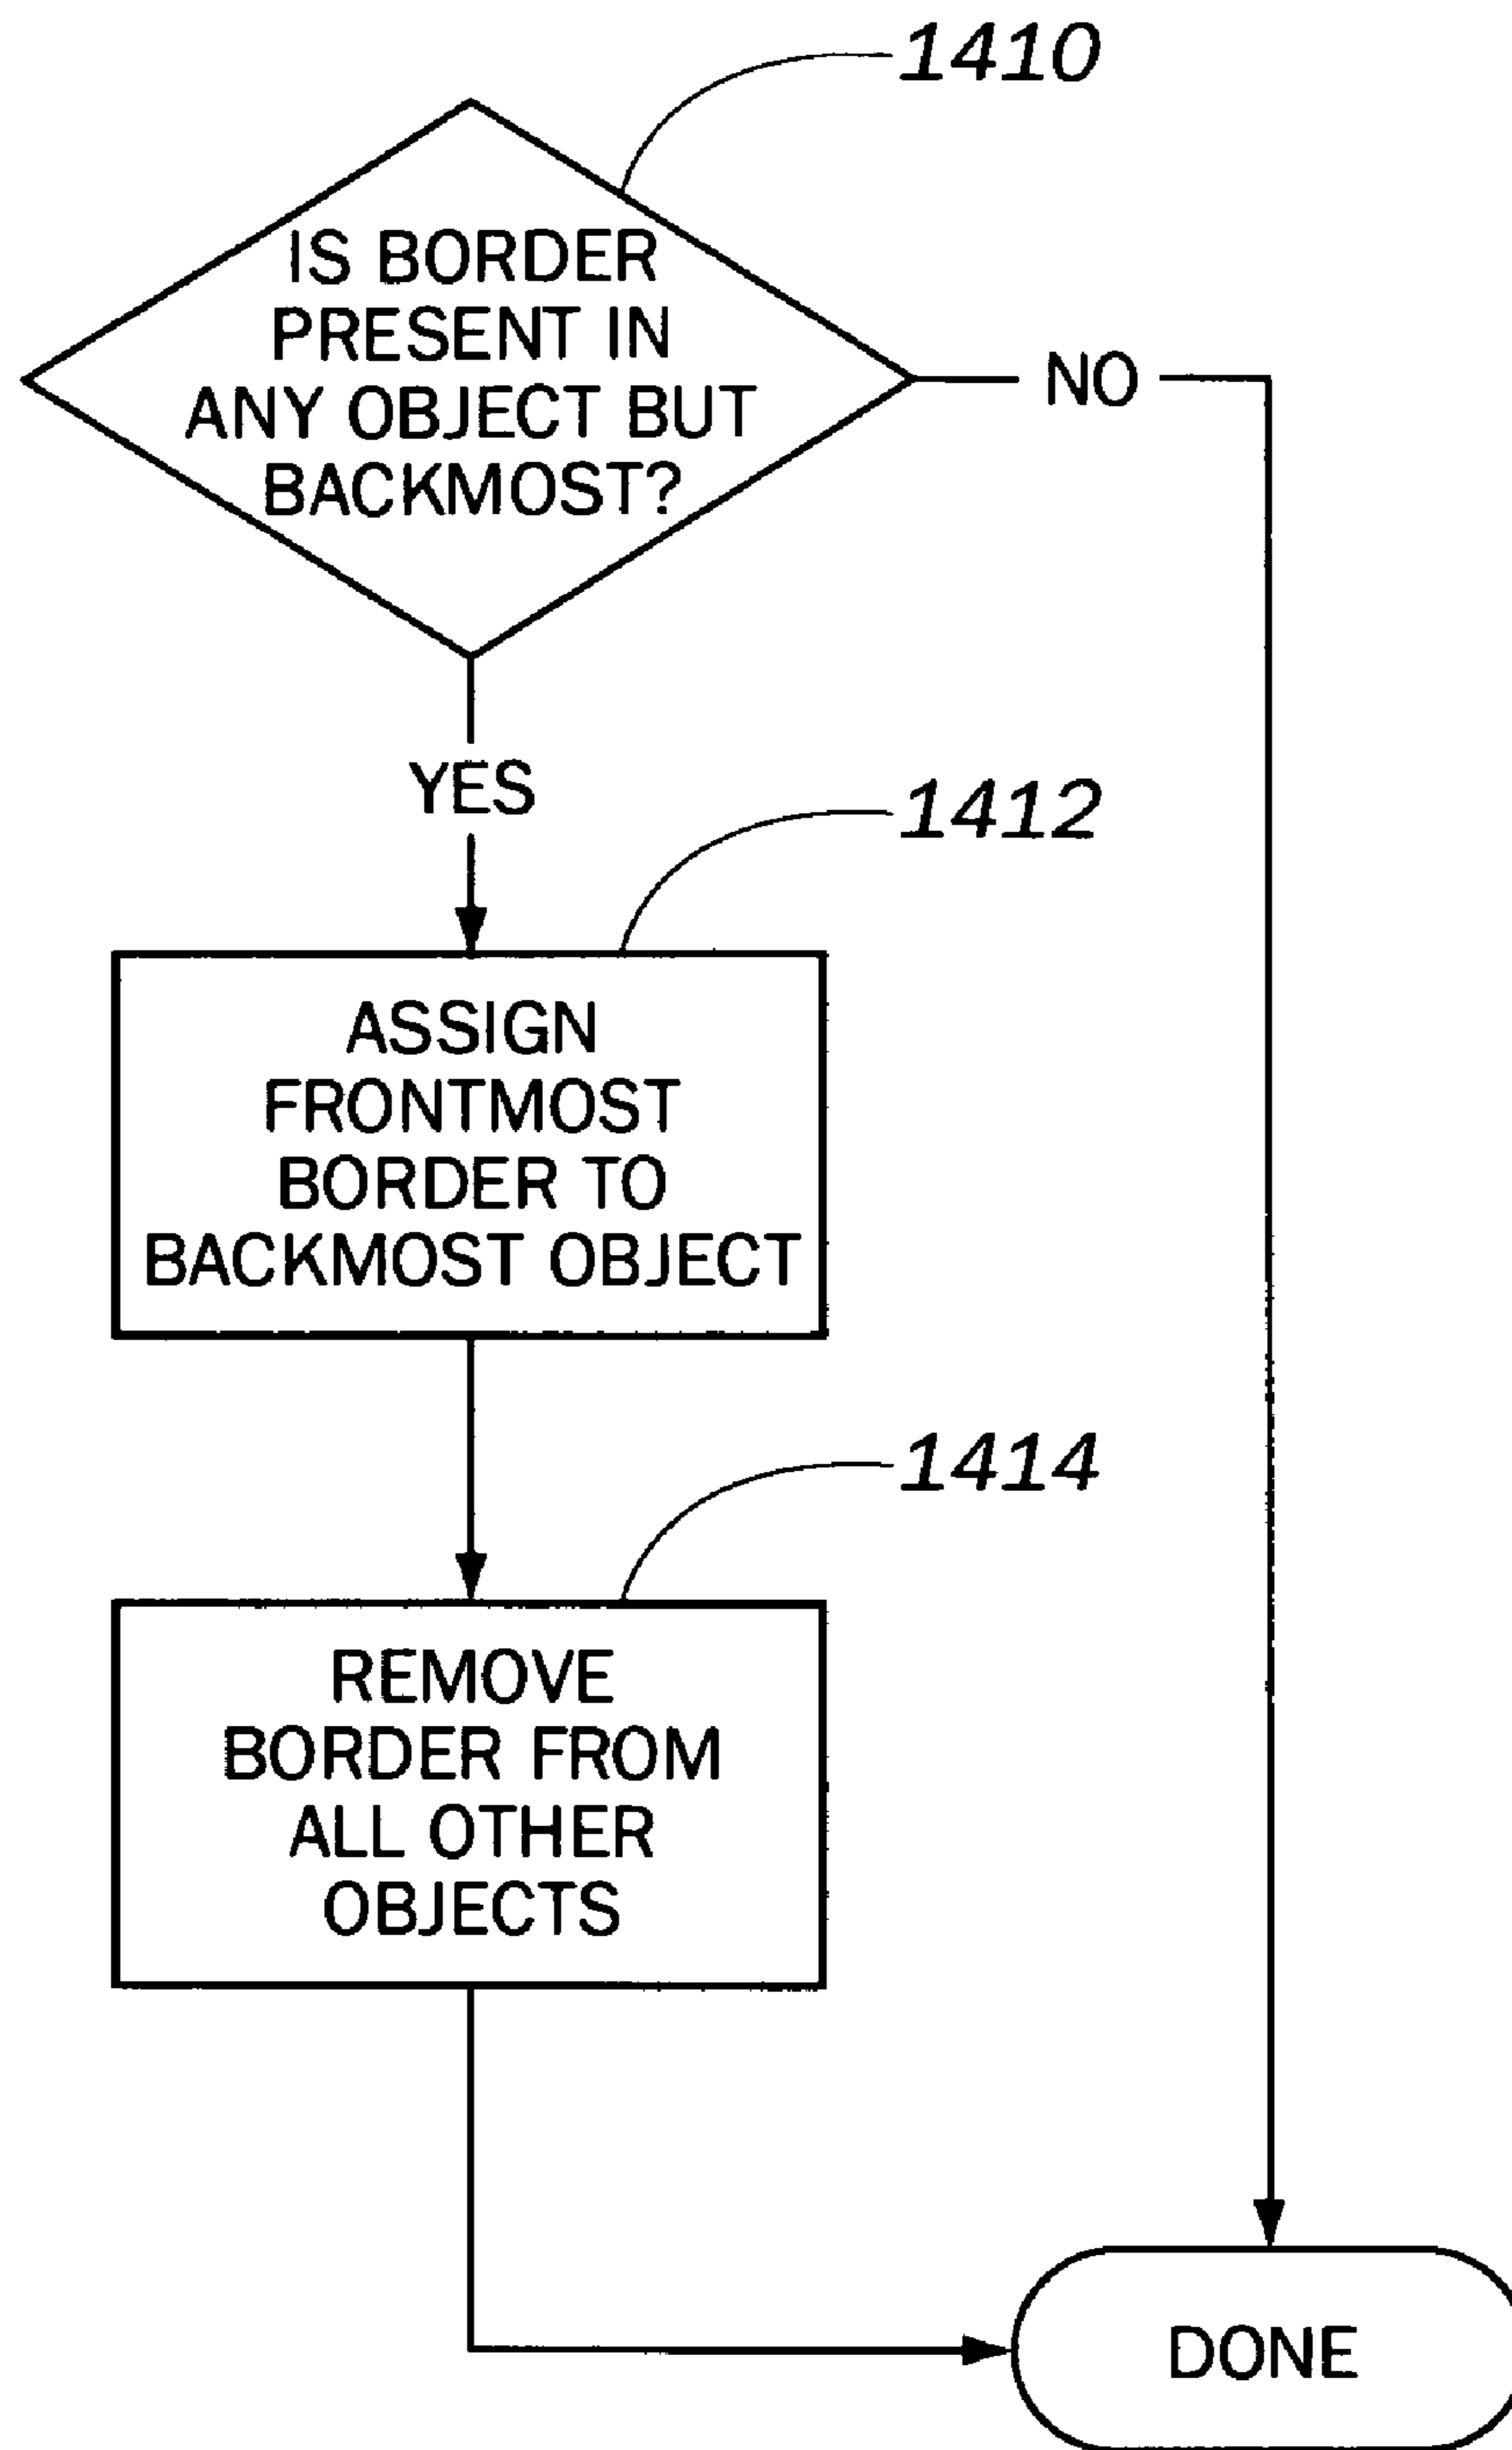 1410
IS BORDER
PRESENT IN
ANY OBJECT BUT
BACKMOST?
NO
YES
1412
ASSIGN
FRONTMOST
BORDER TO
BACKMOST OBJECT
1414
REMOVE
BORDER FROM
ALL OTHER
OBJECTS
DONE